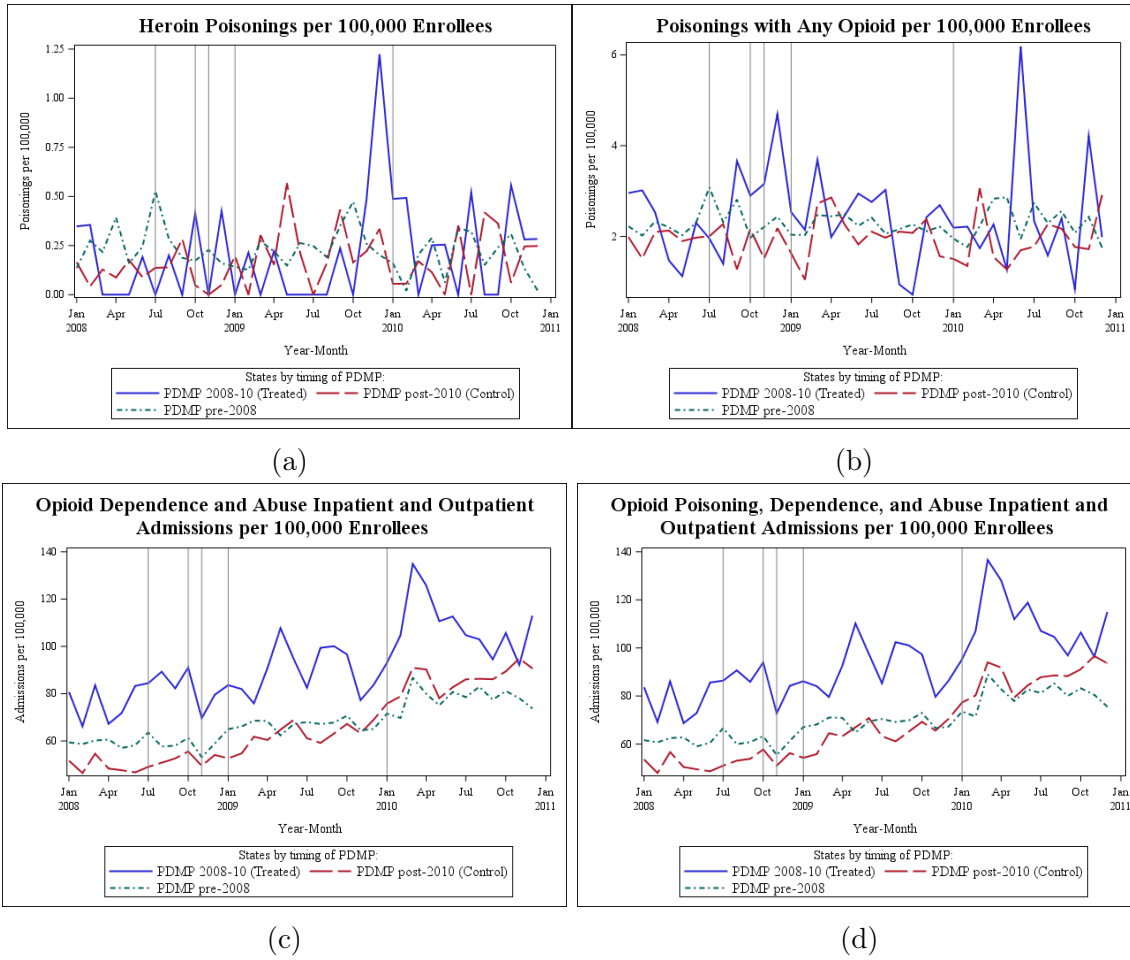 Heroin Poisonings per 100,000 Enrollees
Poisonings per 100,000
1.25
1.00
0.75
0.50
0.25
0.00
Jan Apr Jul Oct Jan Apr Jul Oct Jan Apr Jul Oct Jan
2008 2009 2010 2011
Year-Month
States by timing of PDMP:
PDMP 2008-10 (Treated) PDMP post-2010 (Control)
PDMP pre-2008
(a)
Poisonings with Any Opioid per 100,000 Enrollees
Poisonings per 100,000
6
4
2
Jan Apr Jul Oct Jan Apr Jul Oct Jan Apr Jul Oct Jan
2008 2009 2010 2011
Year-Month
States by timing of PDMP:
PDMP 2008-10 (Treated) PDMP post-2010 (Control)
PDMP pre-2008
(b)
Opioid Dependence and Abuse Inpatient and Outpatient
Admissions per 100,000 Enrollees
Admissions per 100,000
140
120
100
80
60
Jan Apr Jul Oct Jan Apr Jul Oct Jan Apr Jul Oct Jan
2008 2009 2010 2011
Year-Month
States by timing of PDMP:
PDMP 2008-10 (Treated) PDMP post-2010 (Control)
PDMP pre-2008
(c)
Opioid Poisoning, Dependence, and Abuse Inpatient and
Outpatient Admissions per 100,000 Enrollees
Admissions per 100,000
140
120
100
80
60
Jan Apr Jul Oct Jan Apr Jul Oct Jan Apr Jul Oct Jan
2008 2009 2010 2011
Year-Month
States by timing of PDMP:
PDMP 2008-10 (Treated) PDMP post-2010 (Control)
PDMP pre-2008
(d)